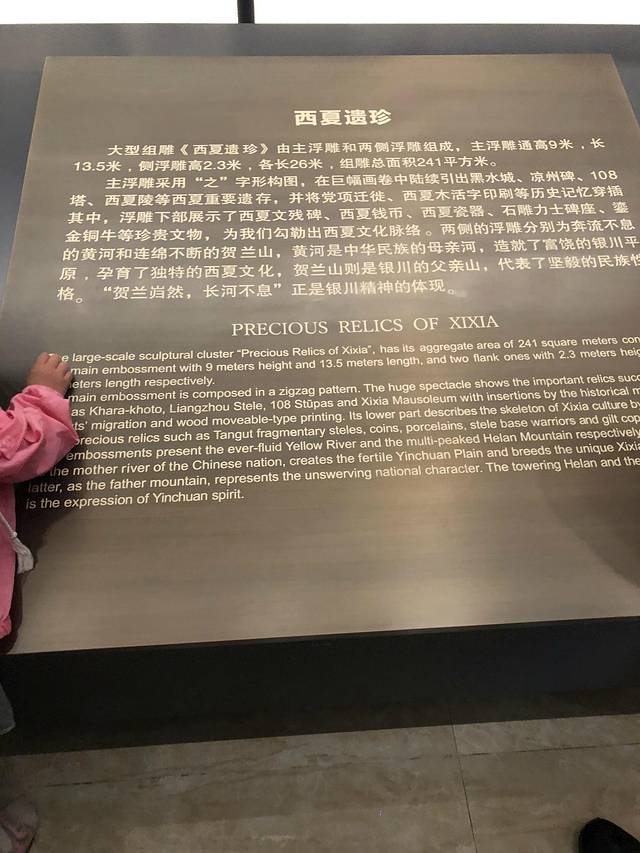 西夏遗珍
大型组雕《西夏遗珍》由主浮雕和两侧浮雕组成，主浮雕通高9米，长
13.5米，侧浮雕高2.3米，各长26米，组雕总面积241平方米。
主浮雕采用“之”字形构图，在巨幅画卷中陆续引出黑水城、凉州碑、108
塔、西夏陵等西夏重要遗存，并将党项迁徙、西夏木活字印刷等历史记忆穿插
其中，浮雕下部展示了西夏文残碑、西夏钱币、西夏瓷器、石雕力士碑座、鎏
金铜牛等珍贵文物，为我们勾勒出西夏文化脉络。两侧的浮雕分别为奔流不息
的黄河和连绵不断的贺兰山，黄河是中华民族的母亲河，造就了富饶的银川平
原，孕育了独特的西夏文化，贺兰山则是银川的父亲山，代表了坚毅的民族性
格。“贺兰岿然，长河不息”正是银川精神的体现。
PRECIOUS RELICS OF XIXIA
large-scale sculptural cluster “Precious Relics of Xixia”, has its aggregate area of 241 square meters
main embossment with 9 meters height and 13.5 meters length, and two flank ones with 2.3 meters
length respectively.
main embossment is composed in a zigzag pattern. The huge spectacle shows the important relics
as Khara-khoto, Liangzhou Stele, 108 Stūpas and Xixia Mausoleum with insertions by the historical
migration and wood moveable-type printing. Its lower part describes the skeleton of Xixia culture by
precious relics such as Tangut fragmentary steles, coins, porcelains, stele base warriors and gilt
embossments present the ever-fluid Yellow River and the multi-peaked Helan Mountain respectively
the mother river of the Chinese nation, creates the fertile Yinchuan Plain and breeds the unique Xixia
latter, as the father mountain, represents the unswerving national character. The towering Helan and the
is the expression of Yinchuan spirit.